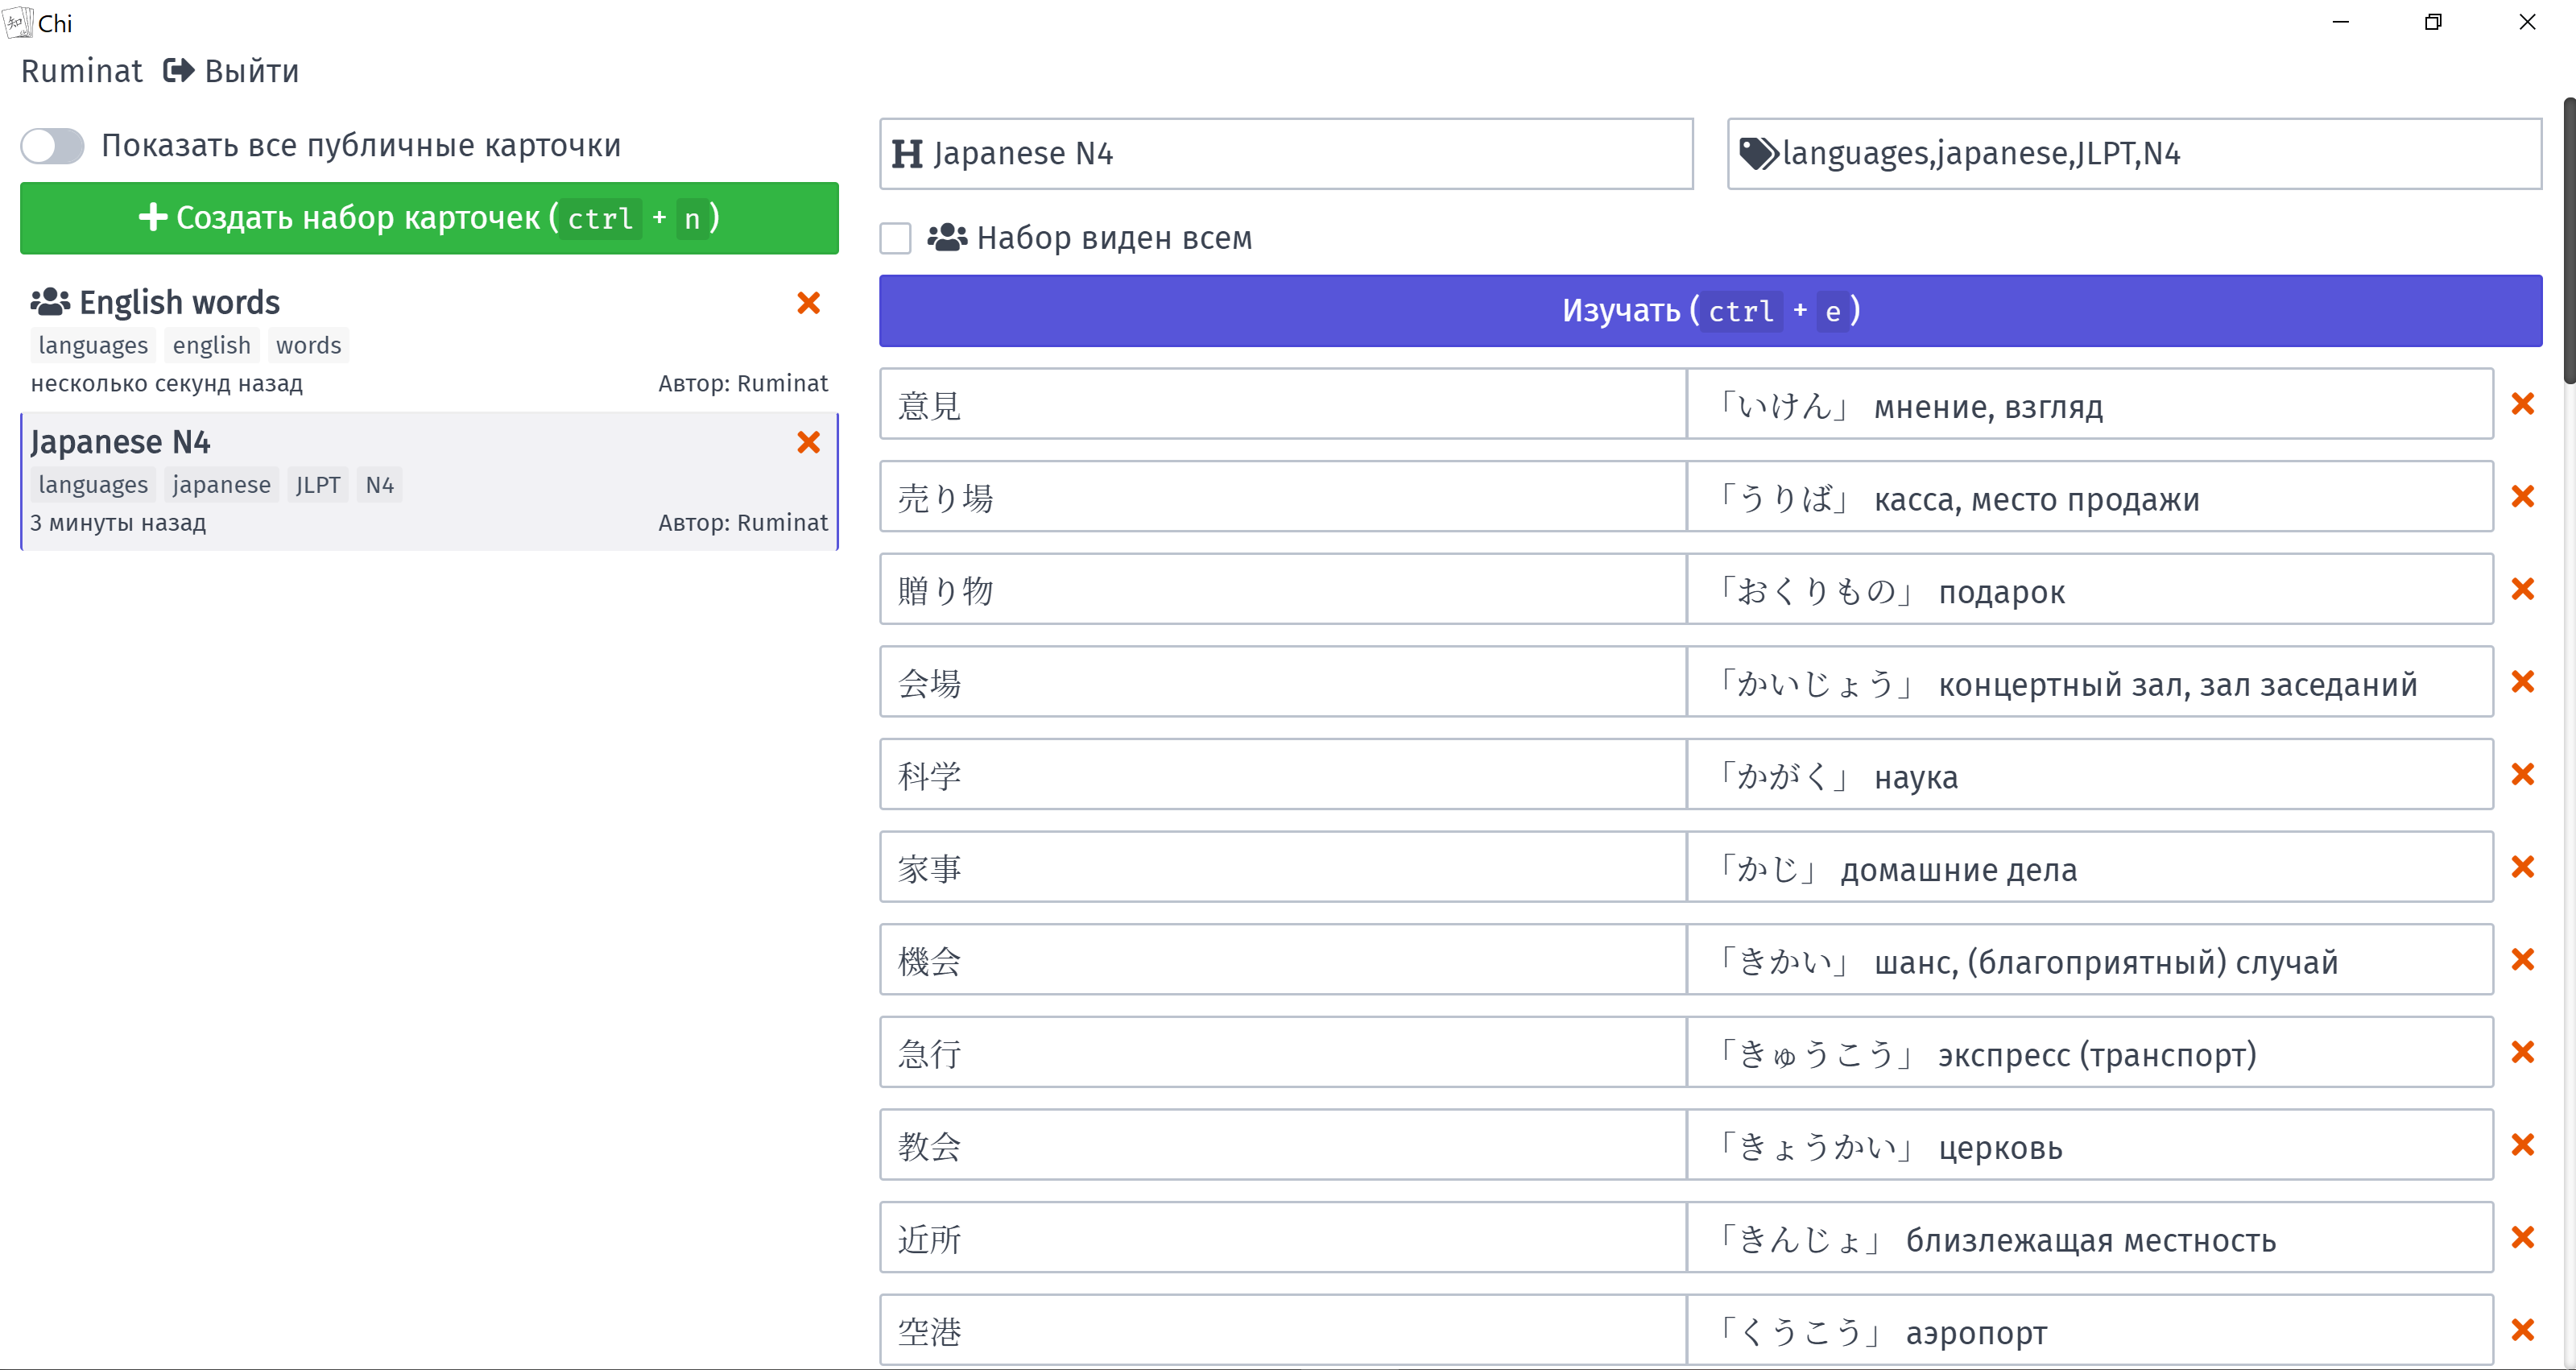 Chi
Ruminat Выйти
Показать все публичные карточки
Создать набор карточек (ctrl + n)
English words
languages english words
несколько секунд назад Автор: Ruminat
Japanese N4
languages japanese JLPT N4
3 минуты назад Автор: Ruminat
Japanese N4
languages,japanese,JLPT,N4
Набор виден всем
Изучать (ctrl + e)
意見 「いけん」 мнение, взгляд
売り場 「うりば」 касса, место продажи
贈り物 「おくりもの」 подарок
会場 「かいじょう」 концертный зал, зал заседаний
科学 「かがく」 наука
家事 「かじ」 домашние дела
機会 「きかい」 шанс, (благоприятный) случай
急行 「きゅうこう」 экспресс (транспорт)
教会 「きょうかい」 церковь
近所 「きんじょ」 близлежащая местность
空港 「くうこう」 аэропорт